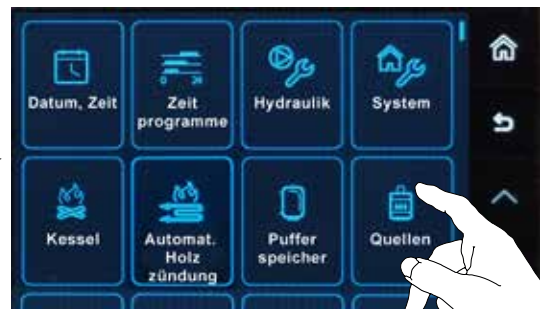 Datum, Zeit
Zeit
programme
Hydraulik
System
Kessel
Automat.
Holz
zündung
Puffer
speicher
Quellen